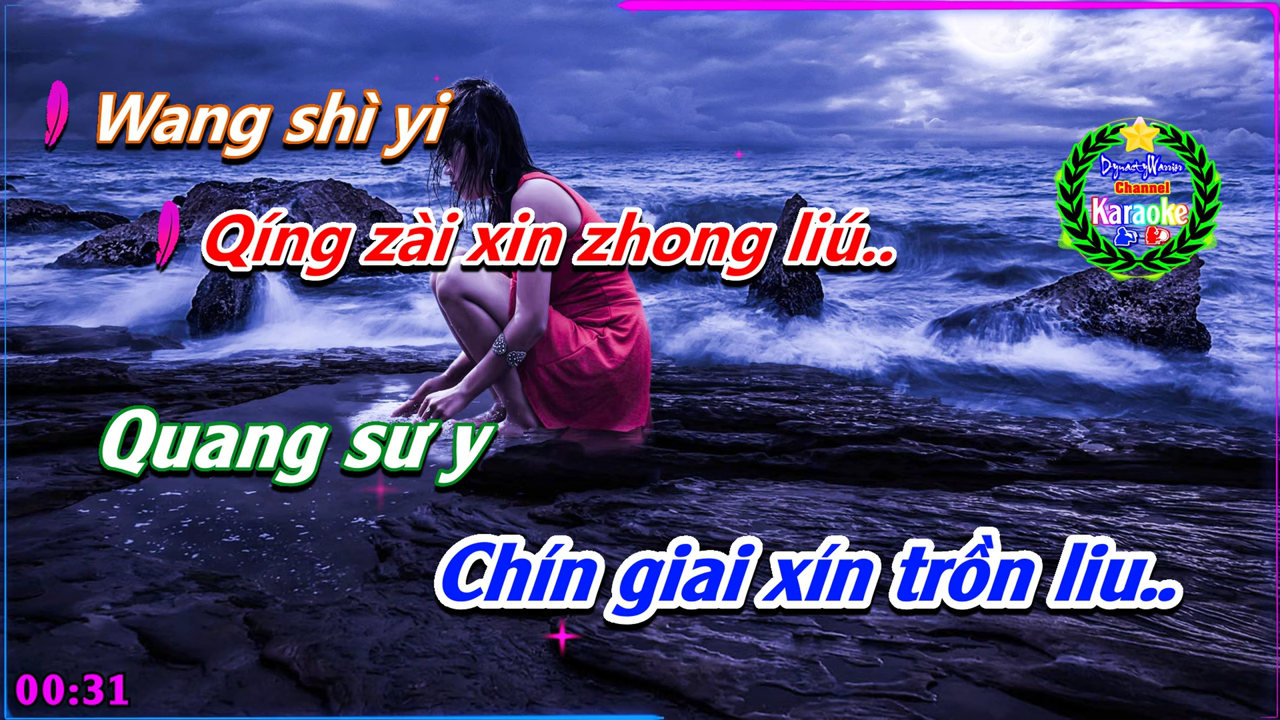 Wang shì yi
DynastyWarrior
Channel
Karaoke
Qíng zài xin zhong liú..
Quang sư y
Chín giai xín trồn liu..
00:31